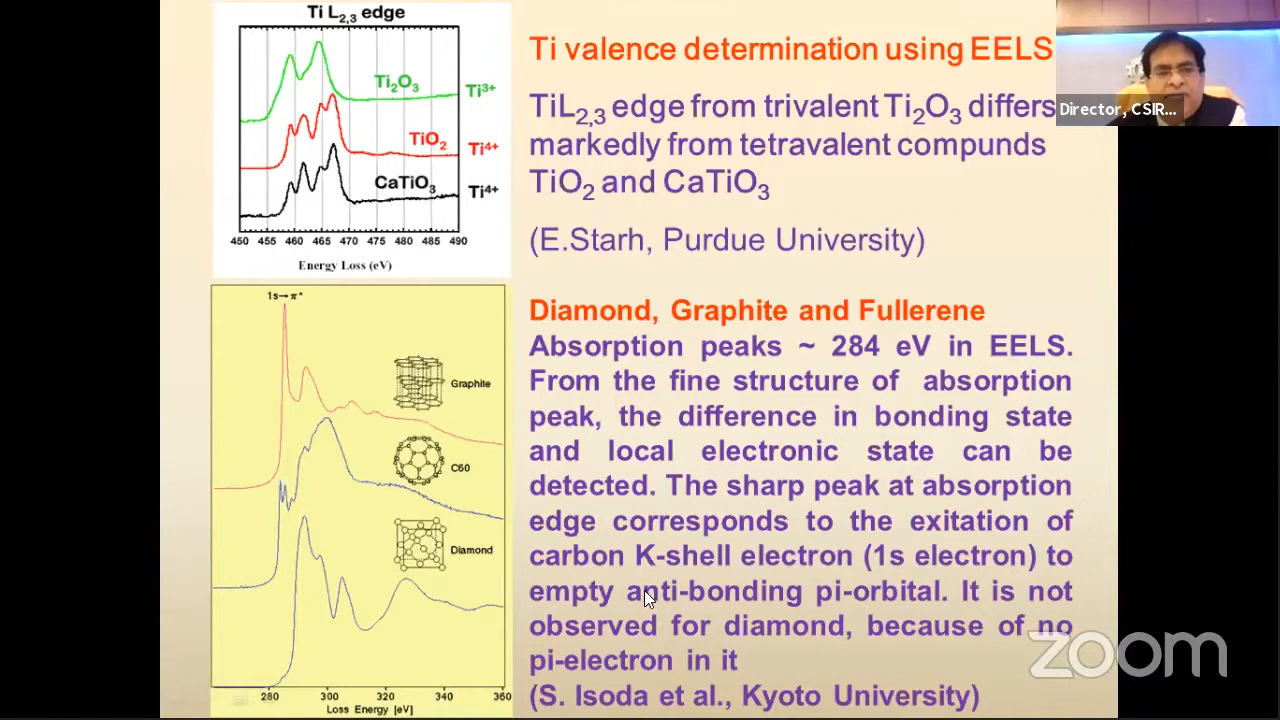 Ti L2,3 edge
Ti2O3
Ti3+
TiO2
Ti4+
CaTiO3
Ti4+
450 455 460 465 470 475 480 485 490
Energy Loss (eV)
Ti valence determination using EELS
TiL2,3 edge from trivalent Ti2O3 differs
markedly from tetravalent compunds
TiO2 and CaTiO3
(E.Starh, Purdue University)
Director, CSIR...
1s→π*
Graphite
C60
Diamond
280 300 320 340 360
Loss Energy [eV]
Diamond, Graphite and Fullerene
Absorption peaks ~ 284 eV in EELS.
From the fine structure of absorption
peak, the difference in bonding state
and local electronic state can be
detected. The sharp peak at absorption
edge corresponds to the exitation of
carbon K-shell electron (1s electron) to
empty anti-bonding pi-orbital. It is not
observed for diamond, because of no
pi-electron in it
(S. Isoda et al., Kyoto University)
zoom